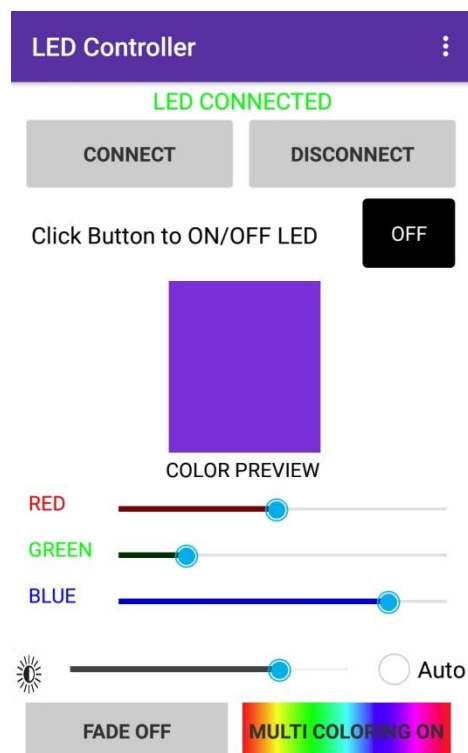 LED Controller
LED CONNECTED
CONNECT DISCONNECT
Click Button to ON/OFF LED OFF
COLOR PREVIEW
RED
GREEN
BLUE
Auto
FADE OFF MULTI COLORING ON